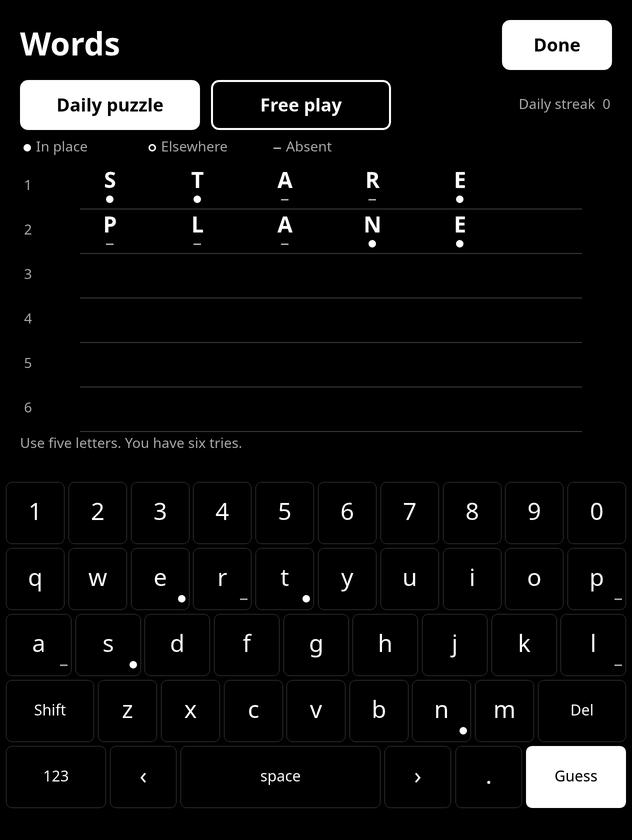 Words
Done
Daily puzzle
Free play
Daily streak 0
In place
Elsewhere
Absent
1 S T A R E
2 P L A N E
3
4
5
6
Use five letters. You have six tries.
1 2 3 4 5 6 7 8 9 0
q w e r t y u i o p
a s d f g h j k l
Shift z x c v b n m Del
123 ‹ space › . Guess